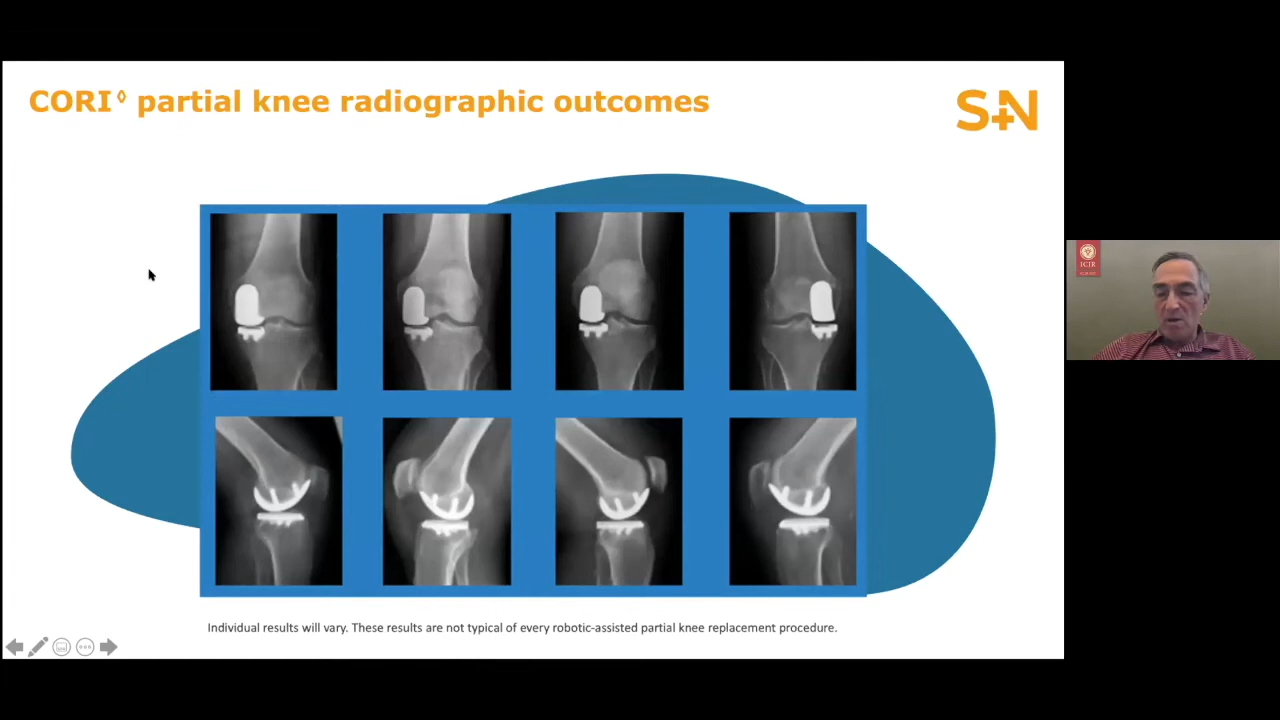 CORI◊ partial knee radiographic outcomes
S+N
ICJR
Individual results will vary. These results are not typical of every robotic-assisted partial knee replacement procedure.